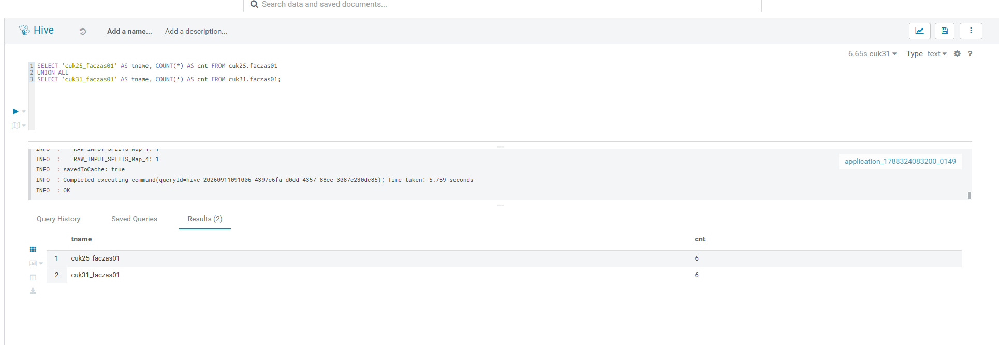 Search data and saved documents...
Hive Add a name... Add a description...
6.65s cuk31 Type text ?
1 SELECT 'cuk25_faczas01' AS tname, COUNT(*) AS cnt FROM cuk25.faczas01
2 UNION ALL
3 SELECT 'cuk31_faczas01' AS tname, COUNT(*) AS cnt FROM cuk31.faczas01;
INFO : RAW_INPUT_SPLITS_Map_1: 1
INFO : RAW_INPUT_SPLITS_Map_4: 1
application_1788324083200_0149
INFO : savedToCache: true
INFO : Completed executing command(queryId=hive_20260911091006_4397c6fa-d0dd-4357-88ee-3087e230de85); Time taken: 5.759 seconds
INFO : OK
Query History Saved Queries Results (2)
tname cnt
1 cuk25_faczas01 6
2 cuk31_faczas01 6